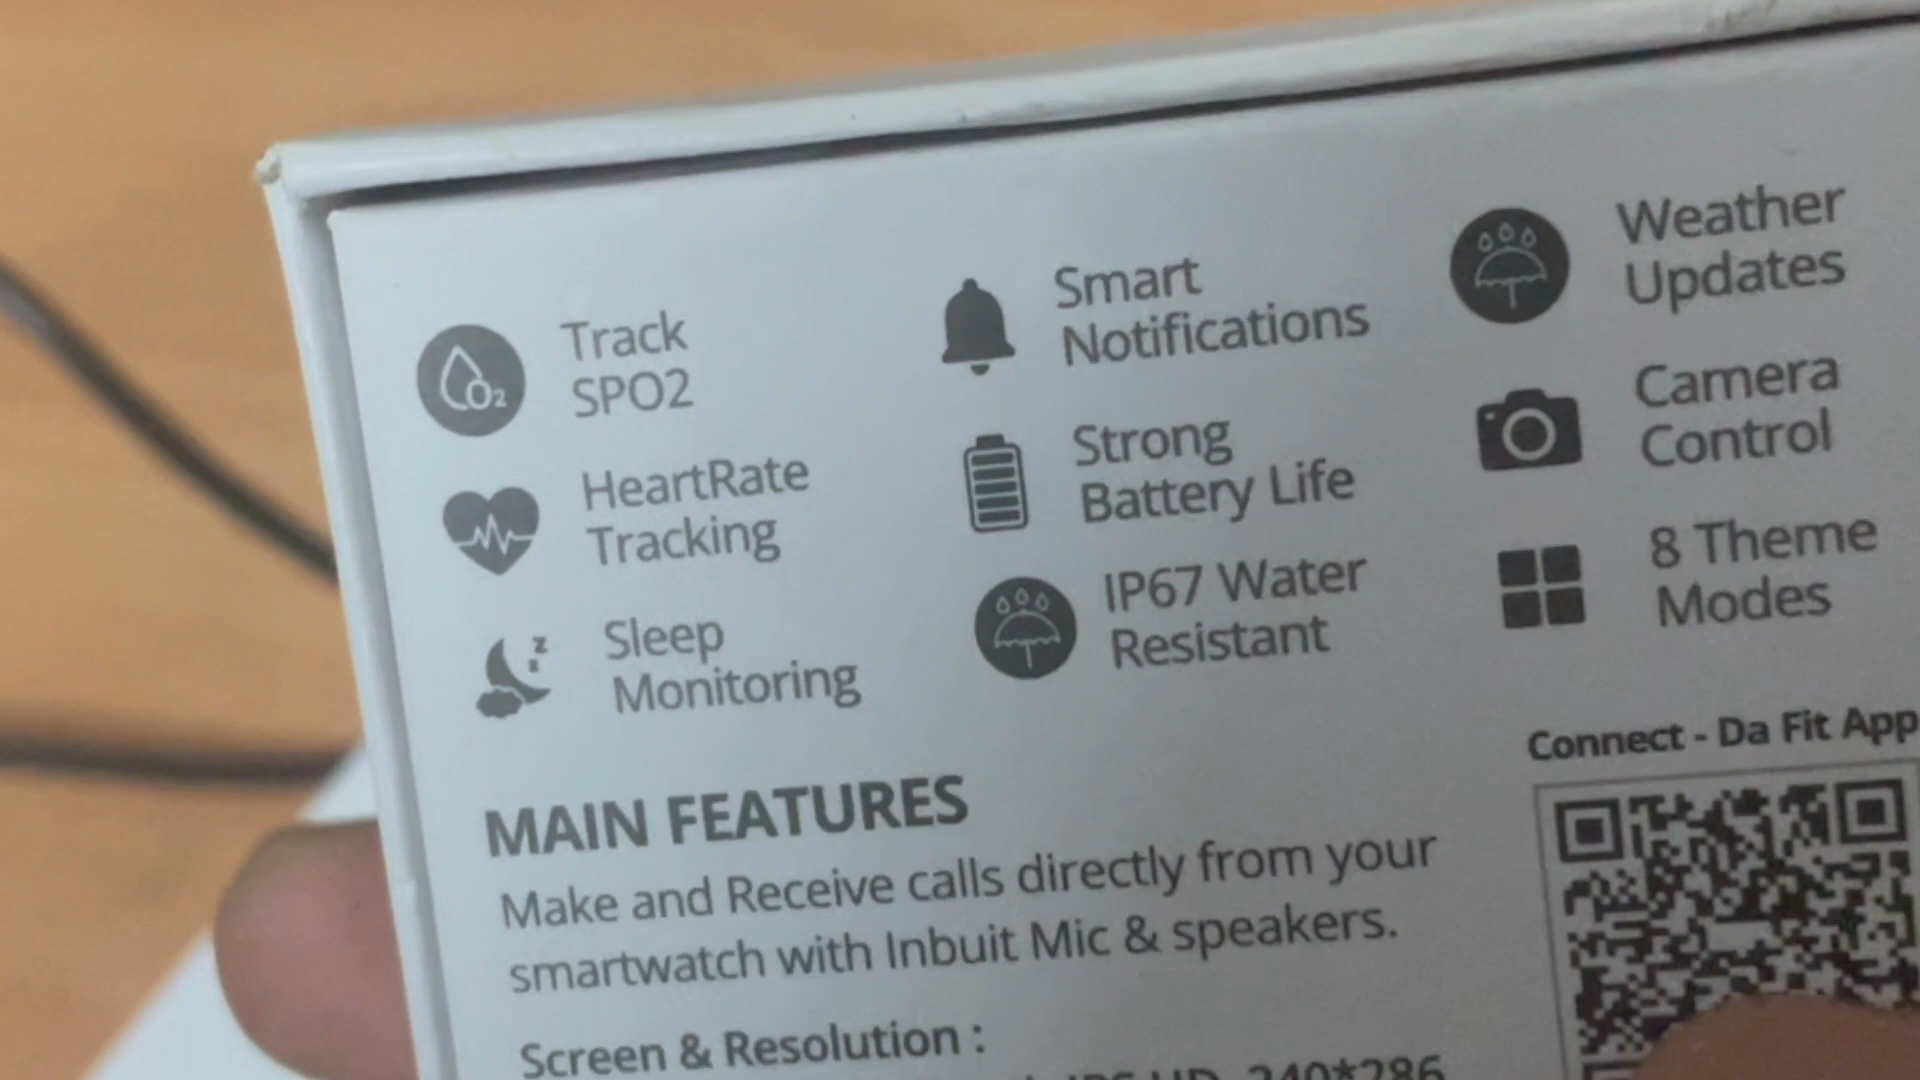 Track
SPO2
HeartRate
Tracking
Sleep
Monitoring
Smart
Notifications
Strong
Battery Life
IP67 Water
Resistant
Weather
Updates
Camera
Control
8 Theme
Modes
MAIN FEATURES
Make and Receive calls directly from your
smartwatch with Inbuit Mic & speakers.
Screen & Resolution :
240*286
Connect - Da Fit App